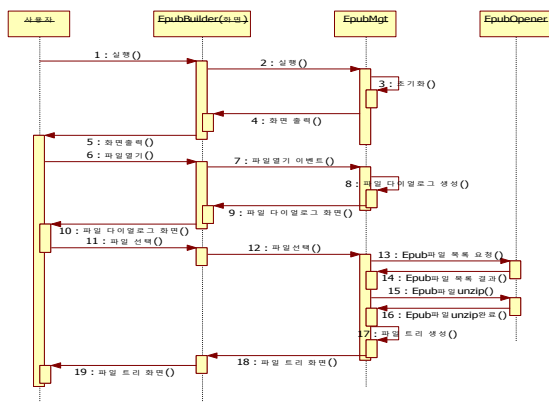 사용자
EpubBuilder(화면)
EpubMgt
EpubOpener
1 : 실행()
2 : 실행()
3 : 초기화()
4 : 화면 출력()
5 : 화면출력()
6 : 파일열기()
7 : 파일열기 이벤트()
8 : 파일 다이얼로그 생성()
9 : 파일 다이얼로그 화면()
10 : 파일 다이얼로그 화면()
11 : 파일 선택()
12 : 파일선택()
13 : Epub파일 목록 요청()
14 : Epub파일 목록 결과()
15 : Epub파일unzip()
16 : Epub파일unzip완료()
17 : 파일 트리 생성()
18 : 파일 트리 화면()
19 : 파일 트리 화면()